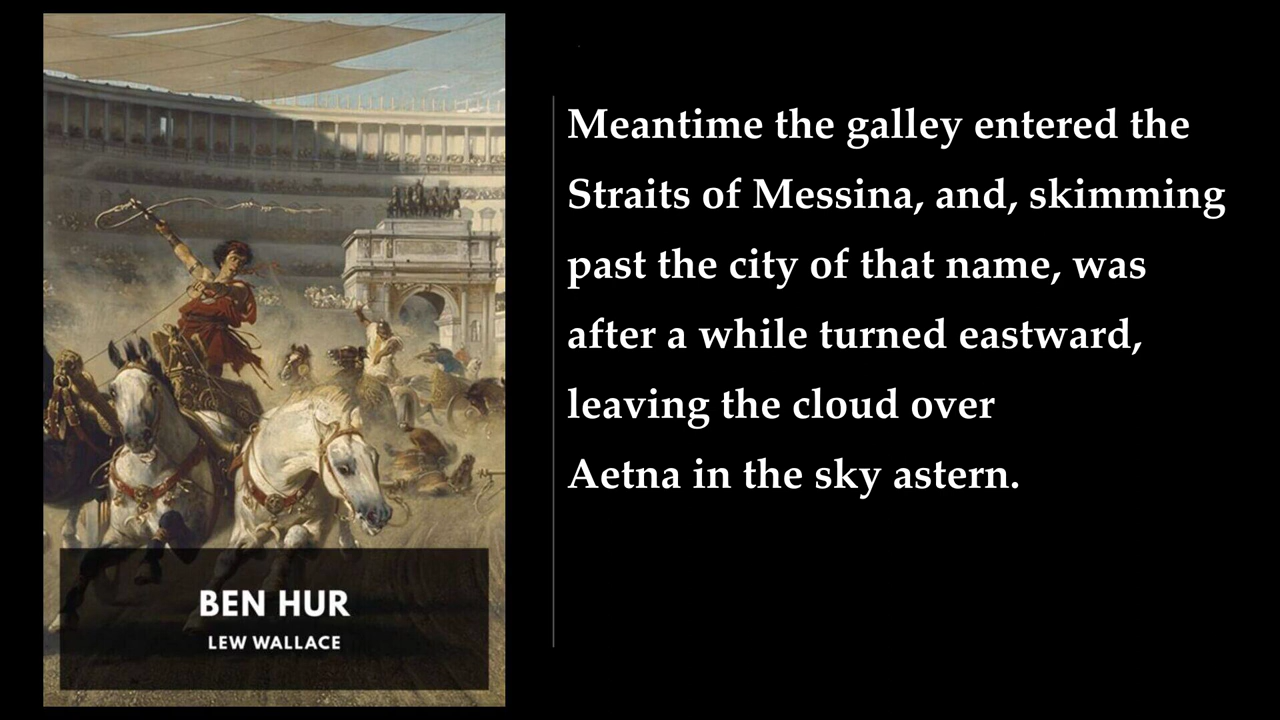 Meantime the galley entered the
Straits of Messina, and, skimming
past the city of that name, was
after a while turned eastward,
leaving the cloud over
Aetna in the sky astern.
BEN HUR
LEW WALLACE